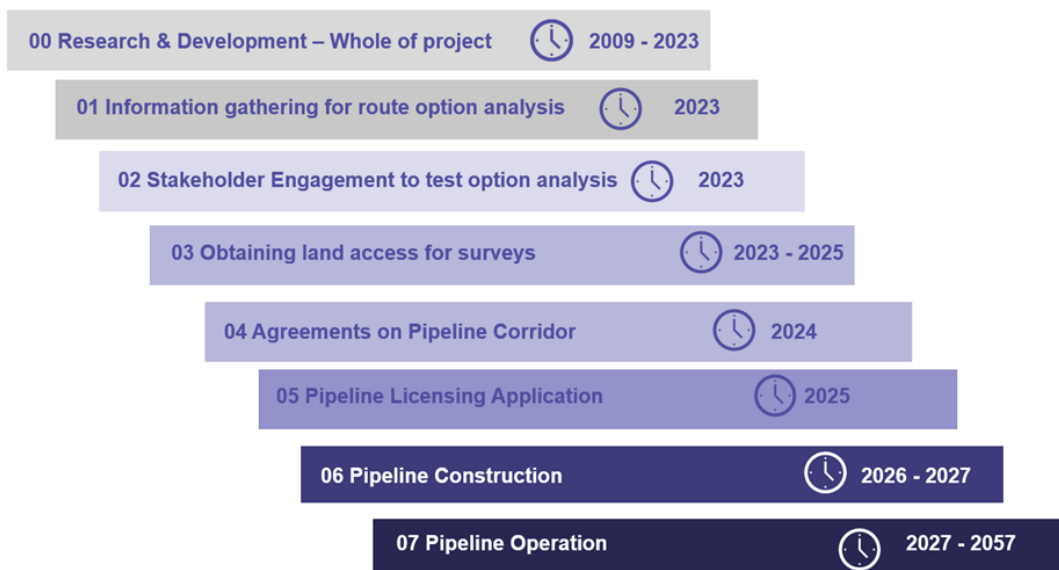 00 Research & Development – Whole of project 2009 - 2023
01 Information gathering for route option analysis 2023
02 Stakeholder Engagement to test option analysis 2023
03 Obtaining land access for surveys 2023 - 2025
04 Agreements on Pipeline Corridor 2024
05 Pipeline Licensing Application 2025
06 Pipeline Construction 2026 - 2027
07 Pipeline Operation 2027 - 2057